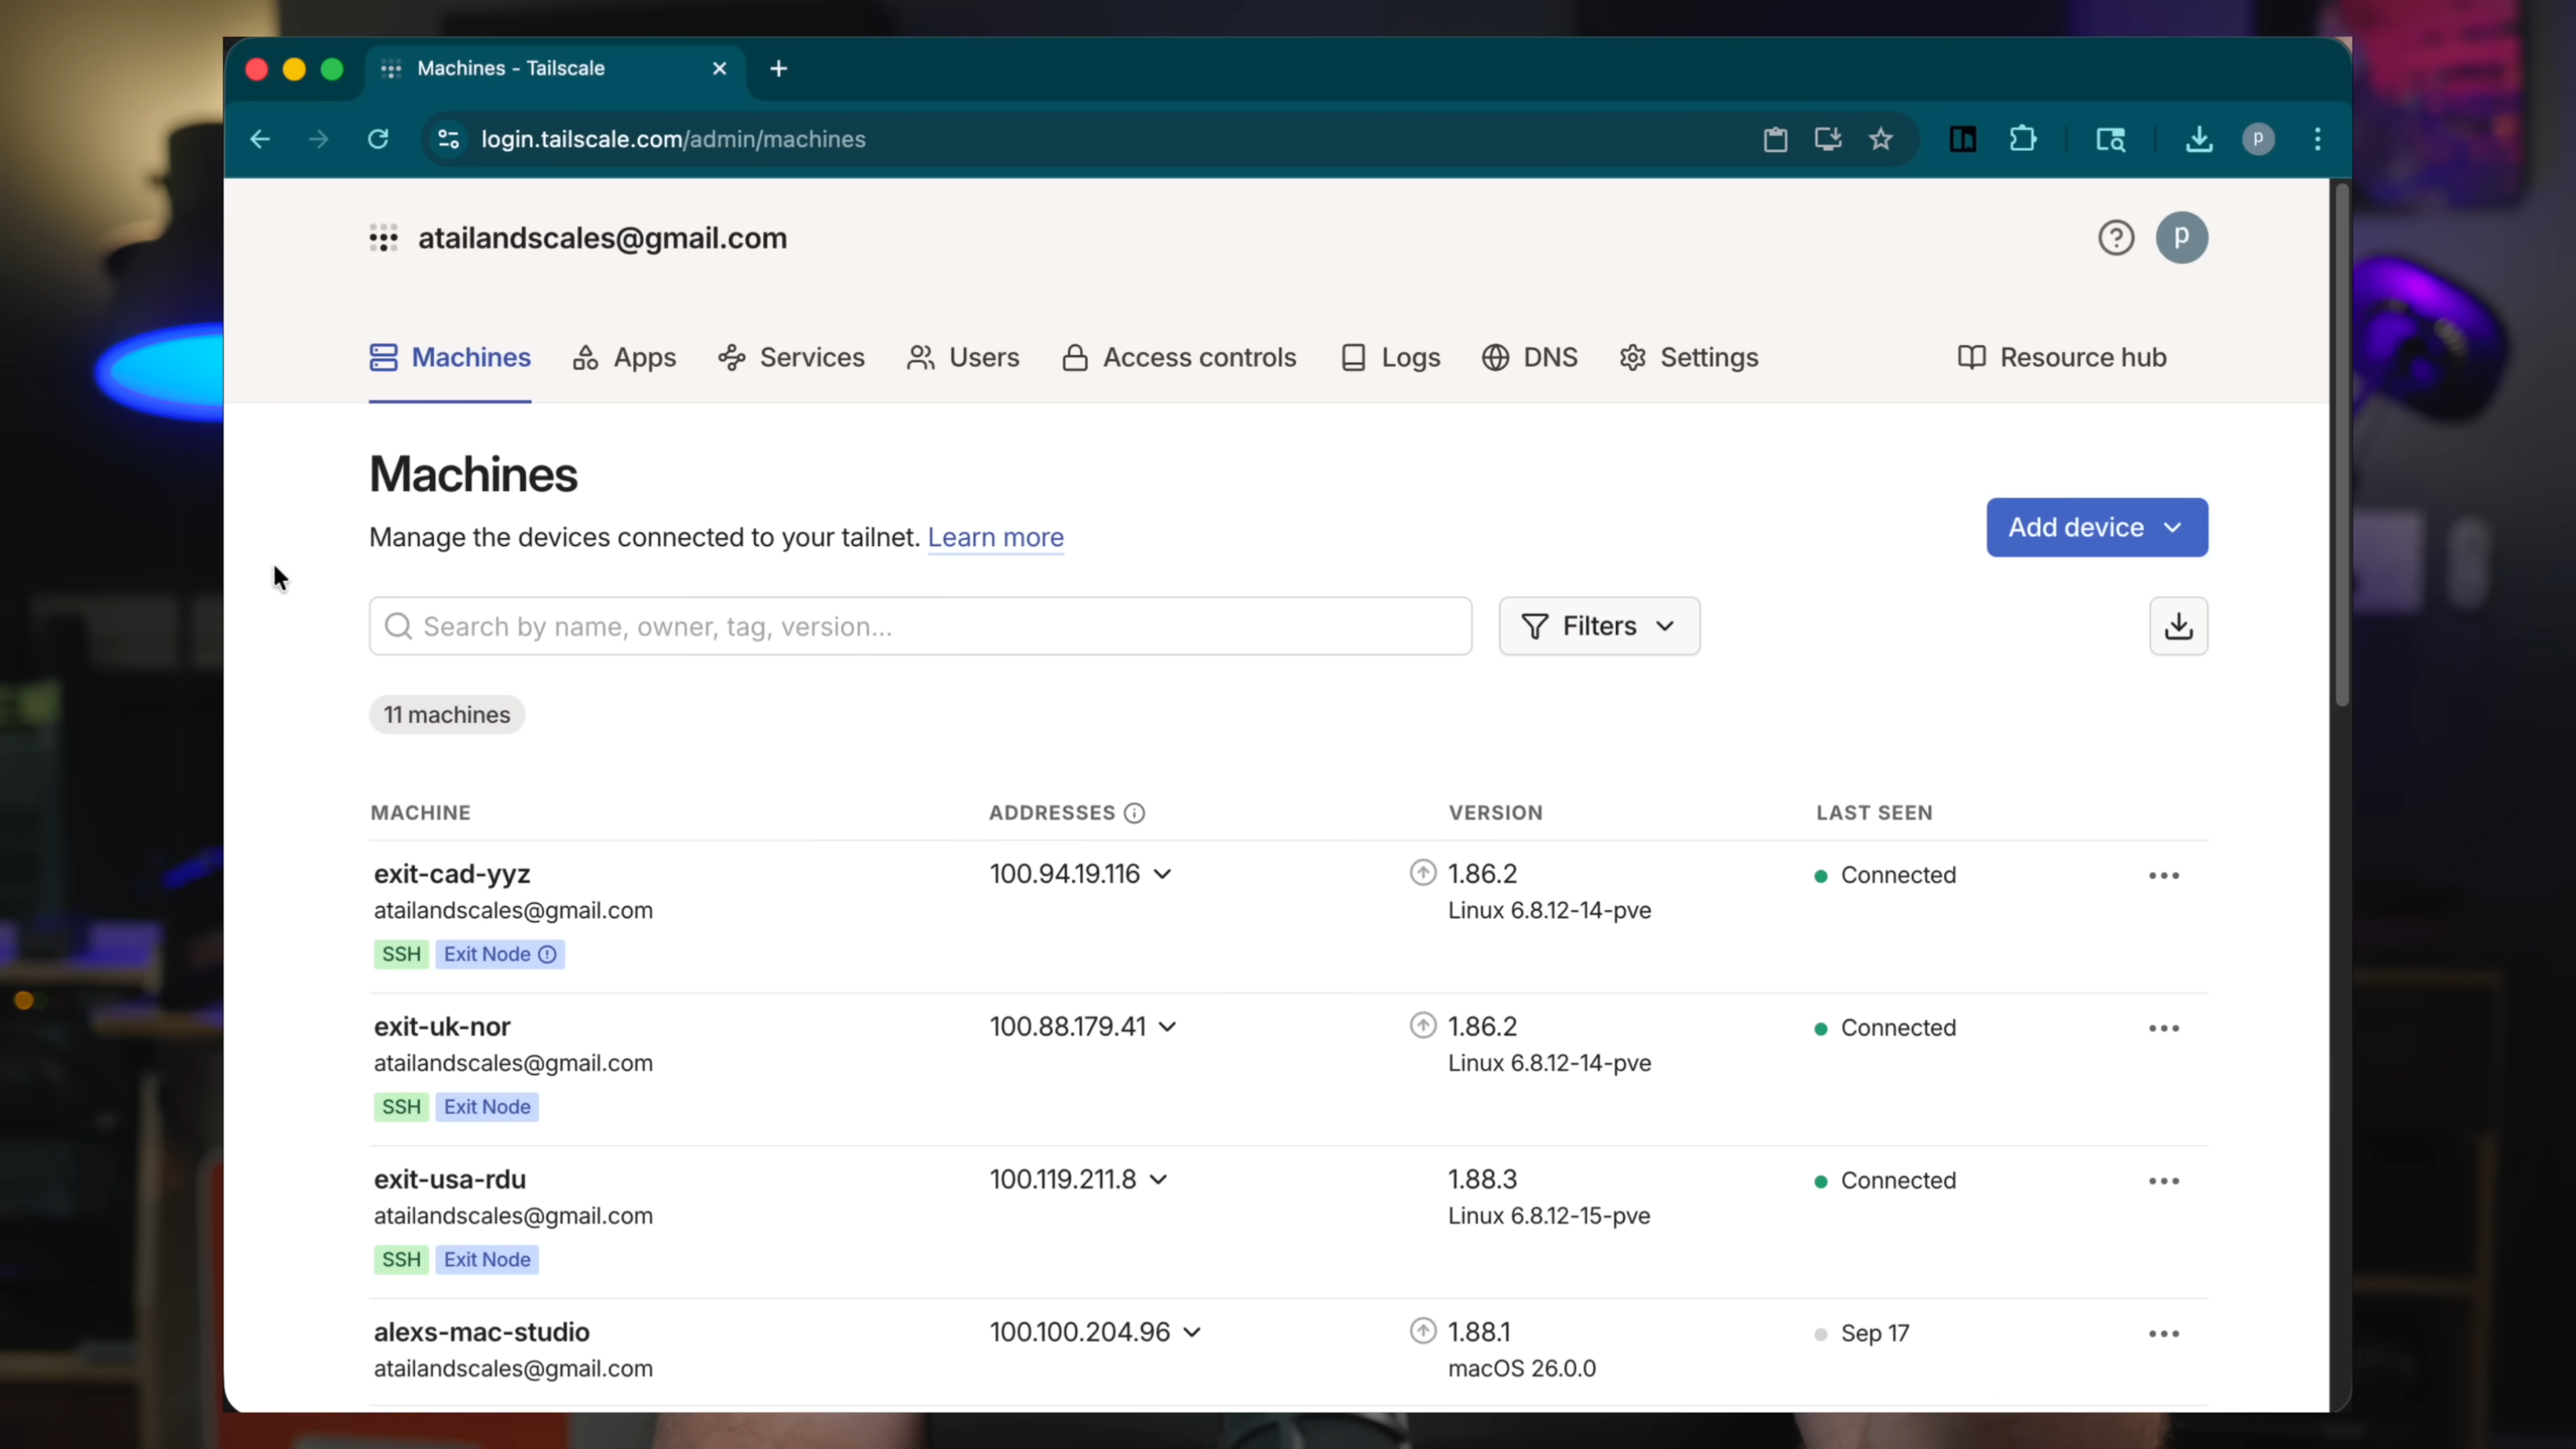 Machines - Tailscale
login.tailscale.com/admin/machines
p
atailandscales@gmail.com
p
Machines Apps Services Users Access controls Logs DNS Settings Resource hub
Machines
Add device
Manage the devices connected to your tailnet. Learn more
Search by name, owner, tag, version...
Filters
11 machines
MACHINE ADDRESSES VERSION LAST SEEN
exit-cad-yyz 100.94.19.116 1.86.2 Connected
atailandscales@gmail.com Linux 6.8.12-14-pve
SSH Exit Node
exit-uk-nor 100.88.179.41 1.86.2 Connected
atailandscales@gmail.com Linux 6.8.12-14-pve
SSH Exit Node
exit-usa-rdu 100.119.211.8 1.88.3 Connected
atailandscales@gmail.com Linux 6.8.12-15-pve
SSH Exit Node
alexs-mac-studio 100.100.204.96 1.88.1 Sep 17
atailandscales@gmail.com macOS 26.0.0